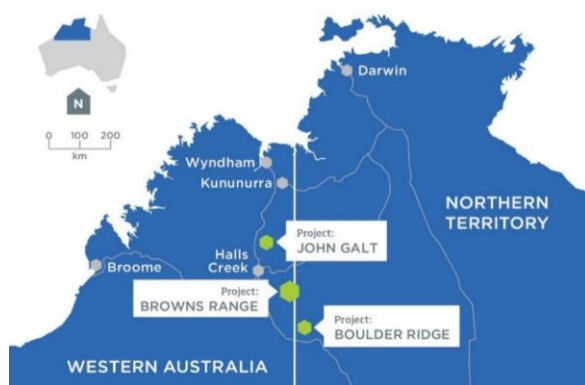 N
0 100 200
km
Darwin
Wyndham
Kununurra
NORTHERN
TERRITORY
Project:
JOHN GALT
Halls
Creek
Broome
Project:
BROWNS RANGE
Project:
BOULDER RIDGE
WESTERN AUSTRALIA